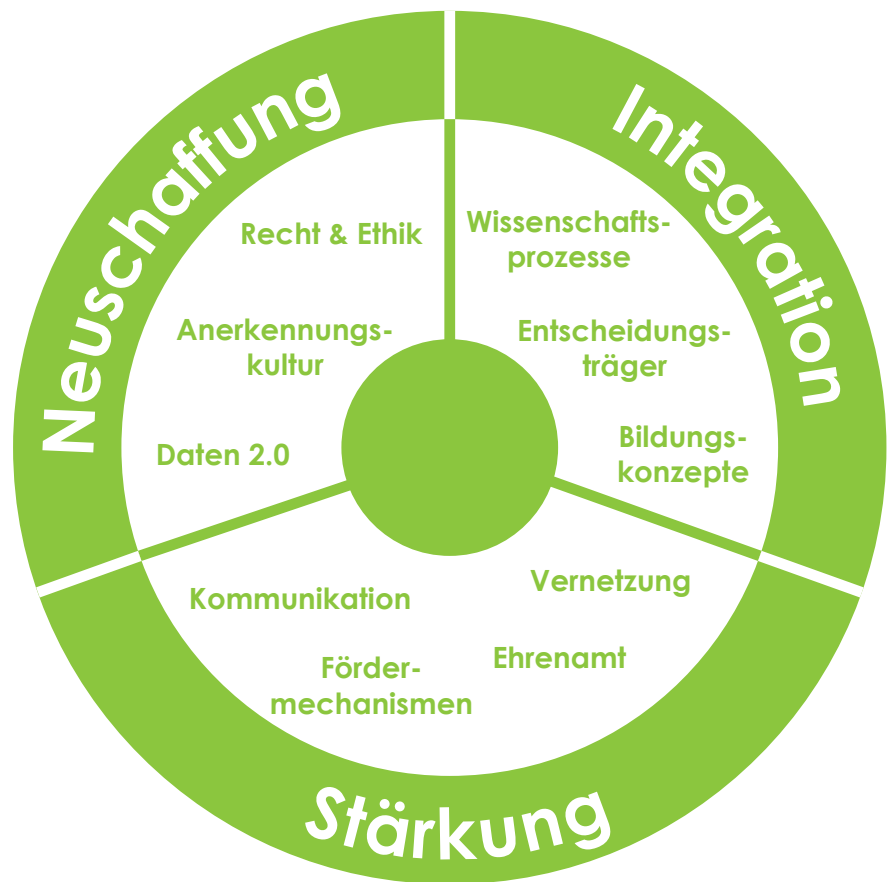 Neuschaffung
Recht & Ethik
Anerkennungs-
kultur
Daten 2.0
Integration
Wissenschafts-
prozesse
Entscheidungs-
träger
Bildungs-
konzepte
Stärkung
Kommunikation
Vernetzung
Förder-
mechanismen
Ehrenamt